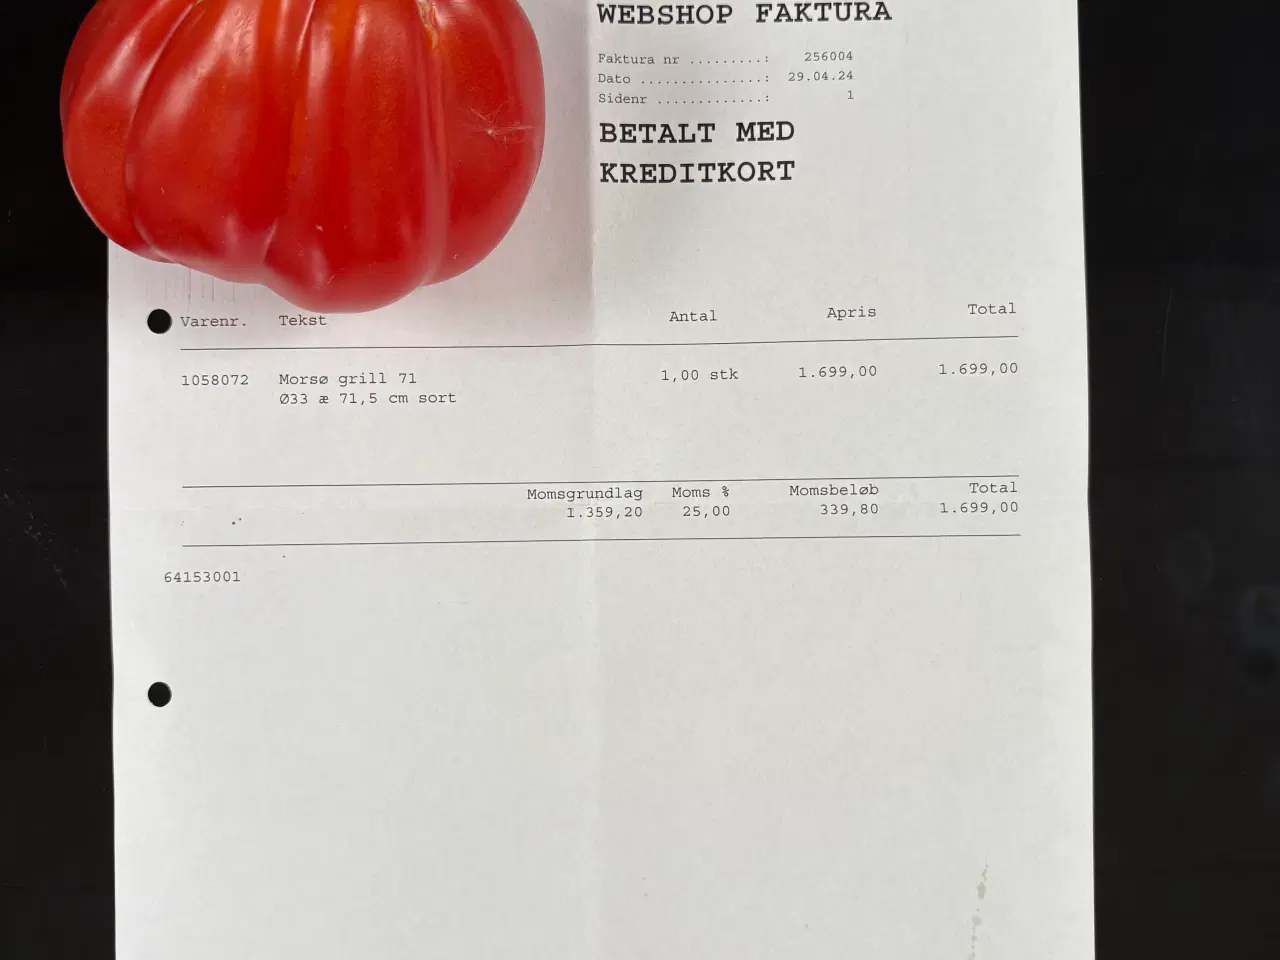 WEBSHOP FAKTURA
Faktura nr .........: 256004
Dato ...............: 29.04.24
Sidenr .............: 1
BETALT MED
KREDITKORT
Varenr. Tekst Antal Apris Total
1058072 Morsø grill 71 1,00 stk 1.699,00 1.699,00
Ø33 æ 71,5 cm sort
Momsgrundlag Moms % Momsbeløb Total
1.359,20 25,00 339,80 1.699,00
64153001